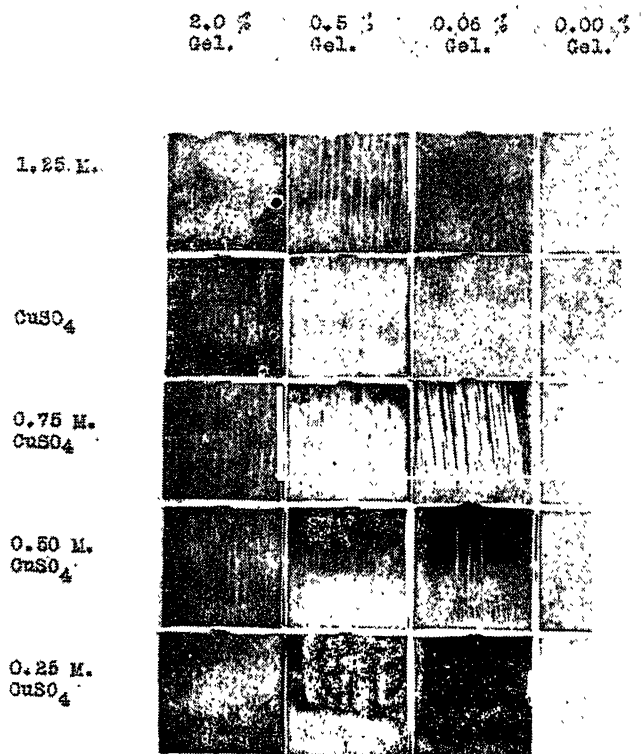 2.0 % 0.5 % 0.06 % 0.00 %
Gel. Gel. Gel. Gel.
1.25 M.
CuSO4
0.75 M.
CuSO4
0.50 M.
CuSO4
0.25 M.
CuSO4